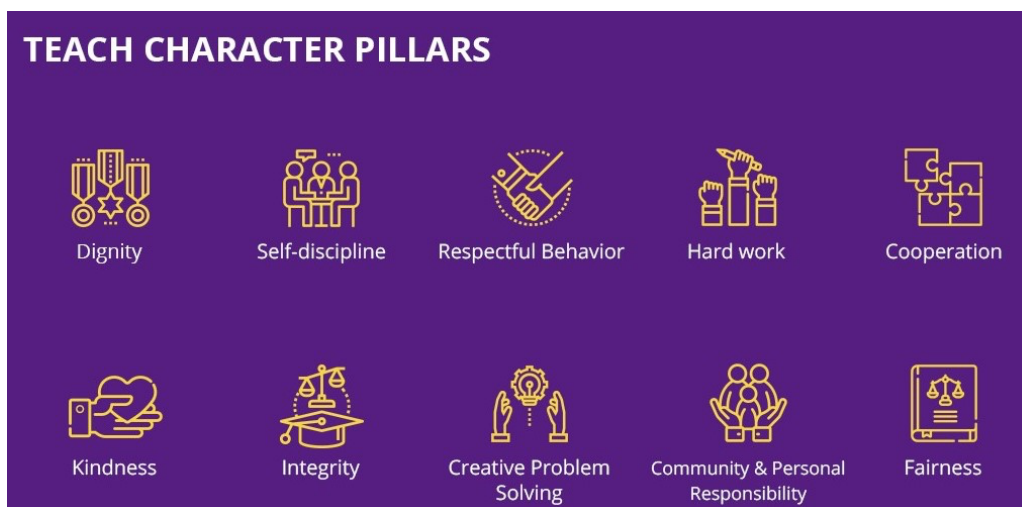 TEACH CHARACTER PILLARS
Dignity
Self-discipline
Respectful Behavior
Hard work
Cooperation
Kindness
Integrity
Creative Problem
Solving
Community & Personal
Responsibility
Fairness